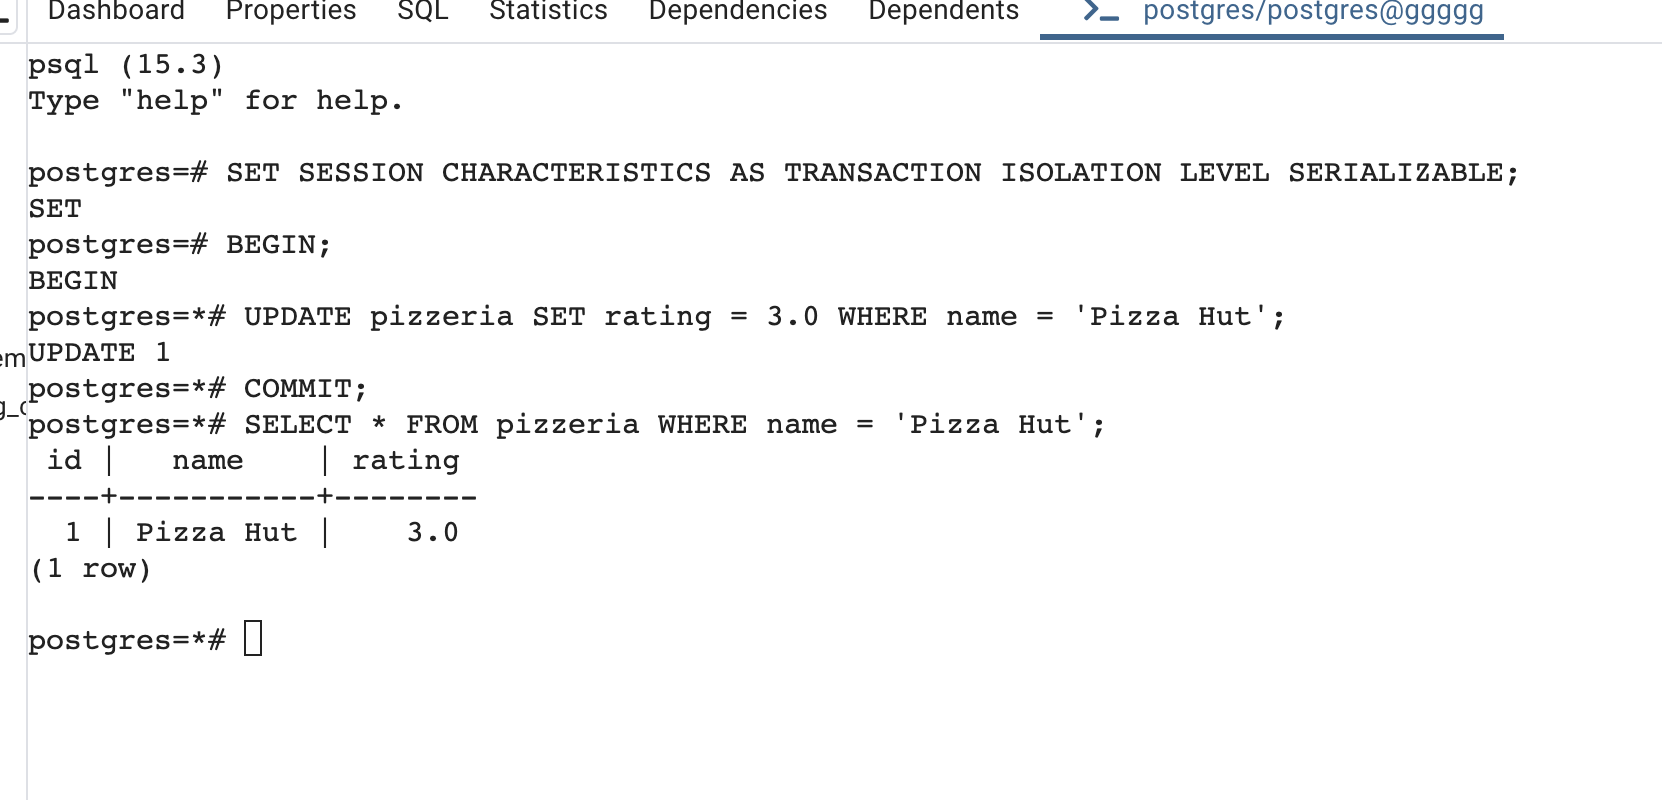 Dashboard Properties SQL Statistics Dependencies Dependents >_ postgres/postgres@ggggg
psql (15.3)
Type "help" for help.
postgres=# SET SESSION CHARACTERISTICS AS TRANSACTION ISOLATION LEVEL SERIALIZABLE;
SET
postgres=# BEGIN;
BEGIN
postgres=*# UPDATE pizzeria SET rating = 3.0 WHERE name = 'Pizza Hut';
UPDATE 1
postgres=*# COMMIT;
postgres=*# SELECT * FROM pizzeria WHERE name = 'Pizza Hut';
id | name | rating
----+-----------+--------
1 | Pizza Hut | 3.0
(1 row)
postgres=*#